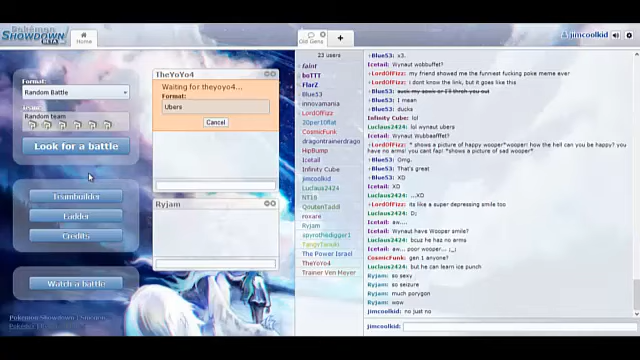 Pokémon
SHOWDOWN
BETA
Home
Old Gens
+
jimcoolkid
Format:
Random Battle
Team:
Random team
Look for a battle
Teambuilder
Ladder
Credits
Watch a battle
Pokémon Showdown | Smogon
TheYoYo4
Waiting for theyoyo4...
Format:
Ubers
Cancel
Ryjam
23 users
faint
boTTT
FlarZ
Blue53
innovamania
LordOfFizz
20per10flat
CosmicFunk
dragontrainerdrago
HipBump
Icetail
Infinity Cube
jimcoolkid
Luclaus2424
NT18
QoutenTaddl
roxare
Ryjam
spyrothedigger1
FangyTanuki
The Power Israel
TheYoYo4
Trainer Ven Meyer
+Blue53: x3.
Icetail: Wynaut wobbuffet?
+LordOfFizz: my friend showed me the funniest fucking poke meme ever
+LordOfFizz: i dont know the link, but it goes like this
+Blue53: I mean
+Blue53: ducks
Infinity Cube: lol
Luclaus2424: lol wynaut ubers
Icetail: Wynaut Wobbaffet?
+LordOfFizz: "shows a picture of happy wooper"wooper! how the hell can you be happy? you
have no arms! you cant fap! "shows a picture of sad wooper"
+Blue53: Omg.
+Blue53: That's great
+Blue53: XD
Icetail: XD
Luclaus2424: ...XD
+LordOfFizz: its like a super depressing smile too
Luclaus2424: D;
Icetail: aw....
Icetail: Wynaut have Wooper smile?
Luclaus2424: bcuz he has no arms
Icetail: aw... poor wooper... ;_;
CosmicFunk: gen 1 anyone?
Luclaus2424: but he can learn ice punch
Ryjam: so sexy
Ryjam: so seizure
Ryjam: much porygon
Ryjam: wow
jimcoolkid: no just no
jimcoolkid: